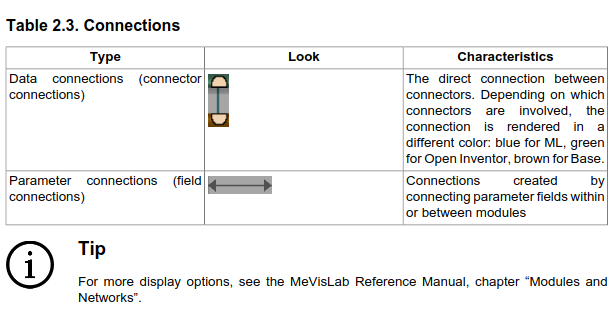 Table 2.3. Connections
Type Look Characteristics
Data connections (connector
connections)
The direct connection between
connectors. Depending on which
connectors are involved, the
connection is rendered in a
different color: blue for ML, green
for Open Inventor, brown for Base.
Parameter connections (field
connections)
Connections created by
connecting parameter fields within
or between modules
i
Tip
For more display options, see the MeVisLab Reference Manual, chapter “Modules and
Networks”.